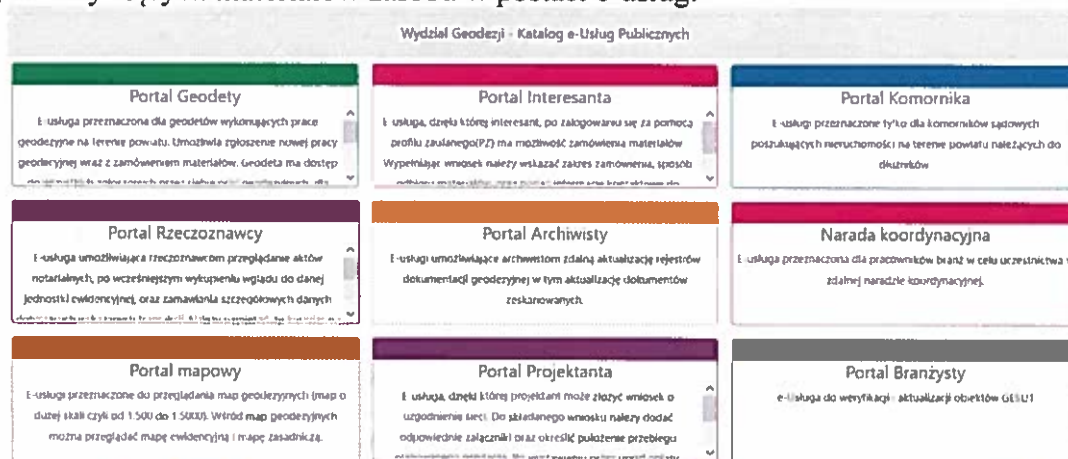 Wydział Geodezji - Katalog e-Usług Publicznych
Portal Geodety
E-usługa przeznaczona dla geodetów wykonujących prace
geodezyjne na terenie powiatu. Umożliwia zgłoszenie nowej pracy
geodezyjnej wraz z zamówieniem materiałów. Geodeta ma dostęp
Portal Interesanta
E-usługa, dzięki której interesant, po zalogowaniu się za pomocą
profilu zaufanego(PZ) ma możliwość zamówienia materiałów
Wypełniając wniosek należy wskazać zakres zamówienia, sposób
odbioru materiałów, oraz podać informacje kontaktowe do
Portal Komornika
E-usługi przeznaczone tylko dla komorników sądowych
poszukujących nieruchomości na terenie powiatu należących do
dłużników
Portal Rzeczoznawcy
E-usługa umożliwiająca rzeczoznawcom przeglądanie aktów
notarialnych, po wcześniejszym wykupieniu wglądu do danej
jednostki ewidencyjnej, oraz zamawiania szczegółowych danych
Portal Archiwisty
E-usługi umożliwiające archiwistom zdalną aktualizację rejestrów
dokumentacji geodezyjnej w tym aktualizację dokumentów
zeskanowanych.
Narada koordynacyjna
E-usługa przeznaczona dla pracowników branż w celu uczestnictwa w
zdalnej naradzie koordynacyjnej.
Portal mapowy
E-usługi przeznaczone do przeglądania map geodezyjnych (map o
dużej skali czyli od 1:500 do 1:5000). Wśród map geodezyjnych
można przeglądać mapę ewidencyjną i mapę zasadniczą.
Portal Projektanta
E-usługa, dzięki której projektant może złożyć wniosek o
uzgodnienie sieci. Do składanego wniosku należy dodać
odpowiednie załączniki oraz określić położenie przebiegu
Portal Branżysty
e-Usługa do weryfikacji - aktualizacji obiektów GESUT